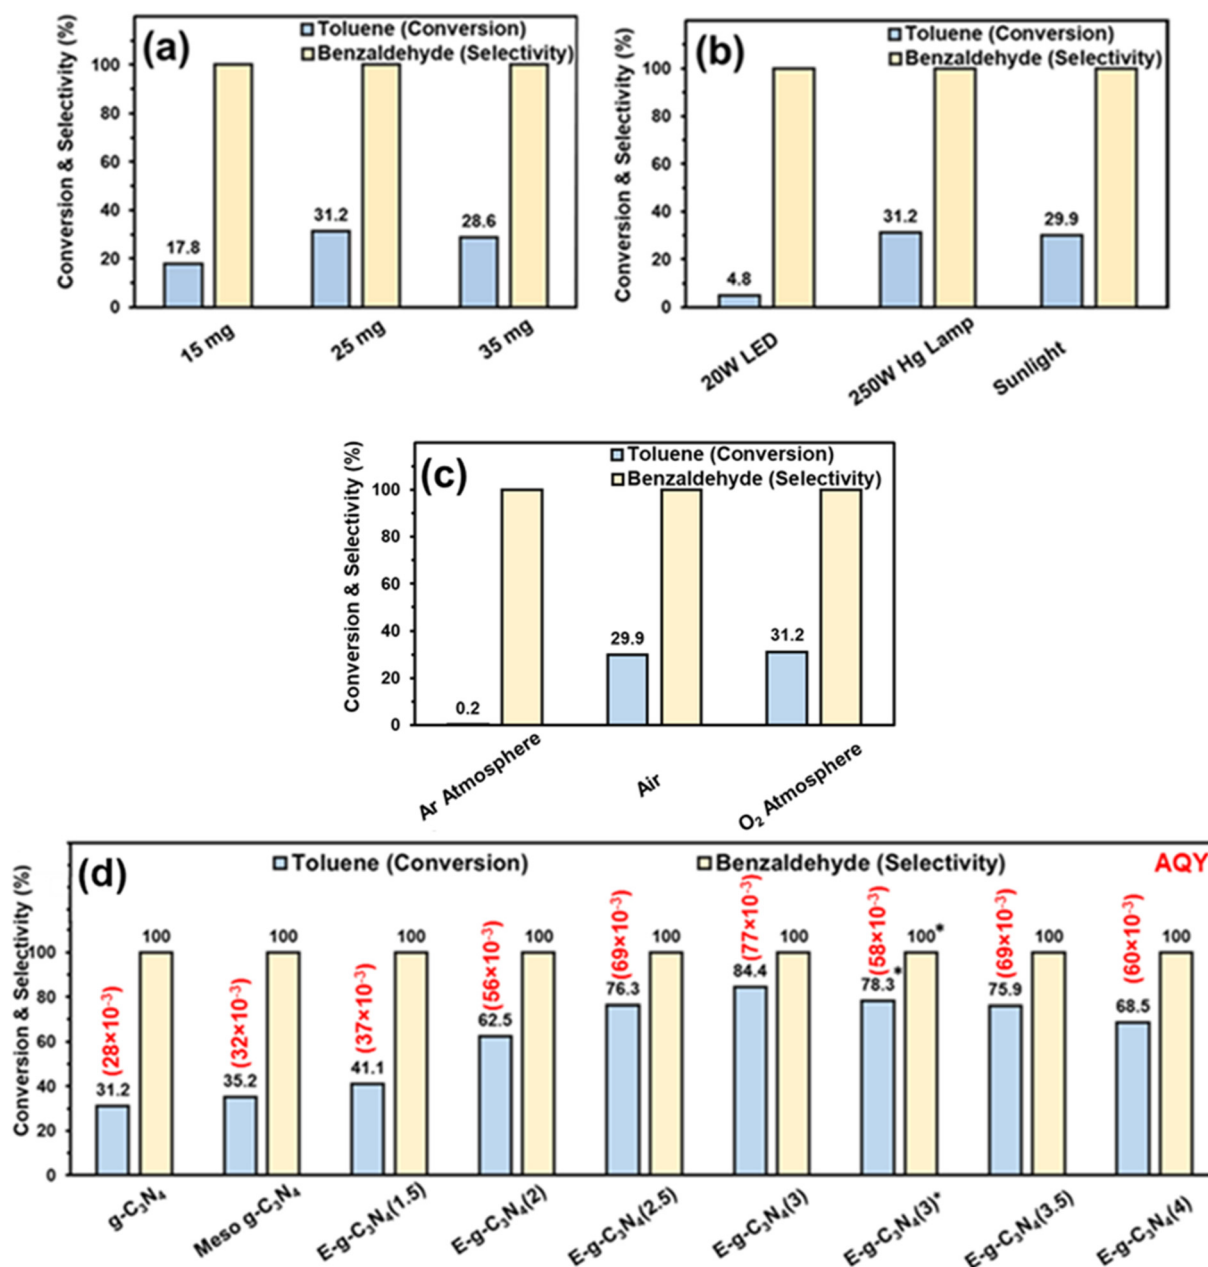 (a)
Toluene (Conversion)
Benzaldehyde (Selectivity)
Conversion & Selectivity (%)
100
80
60
40
20
0
17.8
31.2
28.6
15 mg
25 mg
35 mg
(b)
Toluene (Conversion)
Benzaldehyde (Selectivity)
Conversion & Selectivity (%)
100
80
60
40
20
0
4.8
31.2
29.9
20W LED
250W Hg Lamp
Sunlight
(c)
Toluene (Conversion)
Benzaldehyde (Selectivity)
Conversion & Selectivity (%)
100
80
60
40
20
0
0.2
29.9
31.2
Ar Atmosphere
Air
O₂ Atmosphere
(d)
Toluene (Conversion)
Benzaldehyde (Selectivity)
AQY
Conversion & Selectivity (%)
100
80
60
40
20
0
(28×10⁻³)
31.2
100
(32×10⁻³)
35.2
100
(37×10⁻³)
41.1
100
(56×10⁻³)
62.5
100
(69×10⁻³)
76.3
100
(77×10⁻³)
84.4
100
(58×10⁻³)
78.3*
100*
(69×10⁻³)
75.9
100
(60×10⁻³)
68.5
100
g-C₃N₄
Meso g-C₃N₄
E-g-C₃N₄(1.5)
E-g-C₃N₄(2)
E-g-C₃N₄(2.5)
E-g-C₃N₄(3)
E-g-C₃N₄(3)*
E-g-C₃N₄(3.5)
E-g-C₃N₄(4)